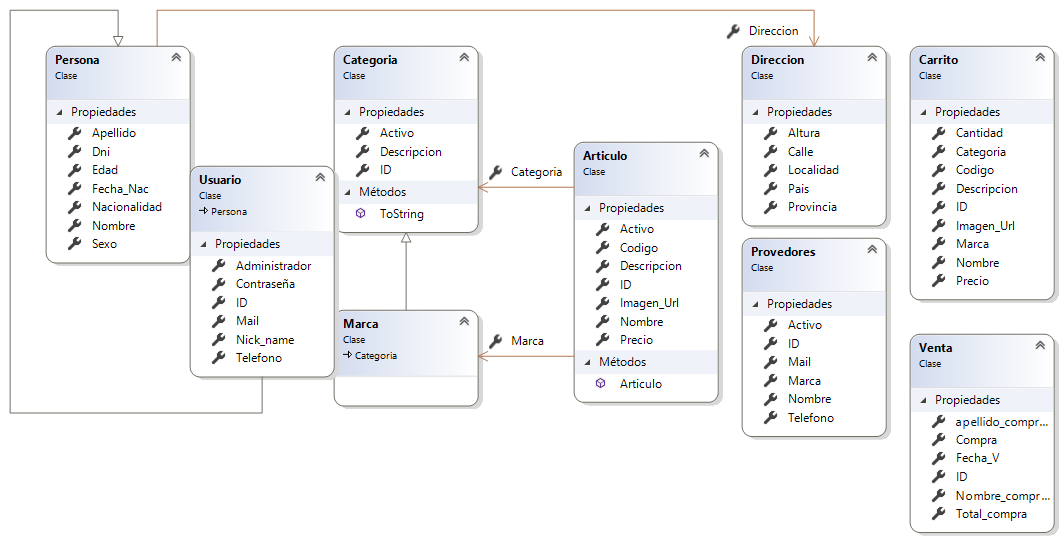 Persona
Clase
Propiedades
Apellido
Dni
Edad
Fecha_Nac
Nacionalidad
Nombre
Sexo
Usuario
Clase
Persona
Propiedades
Administrador
Contraseña
ID
Mail
Nick_name
Telefono
Categoria
Clase
Propiedades
Activo
Descripcion
ID
Métodos
ToString
Marca
Clase
Categoria
Categoria
Marca
Articulo
Clase
Propiedades
Activo
Codigo
Descripcion
ID
Imagen_Url
Nombre
Precio
Métodos
Articulo
Direccion
Direccion
Clase
Propiedades
Altura
Calle
Localidad
Pais
Provincia
Provedores
Clase
Propiedades
Activo
ID
Mail
Marca
Nombre
Telefono
Carrito
Clase
Propiedades
Cantidad
Categoria
Codigo
Descripcion
ID
Imagen_Url
Marca
Nombre
Precio
Venta
Clase
Propiedades
apellido_compr...
Compra
Fecha_V
ID
Nombre_compr...
Total_compra